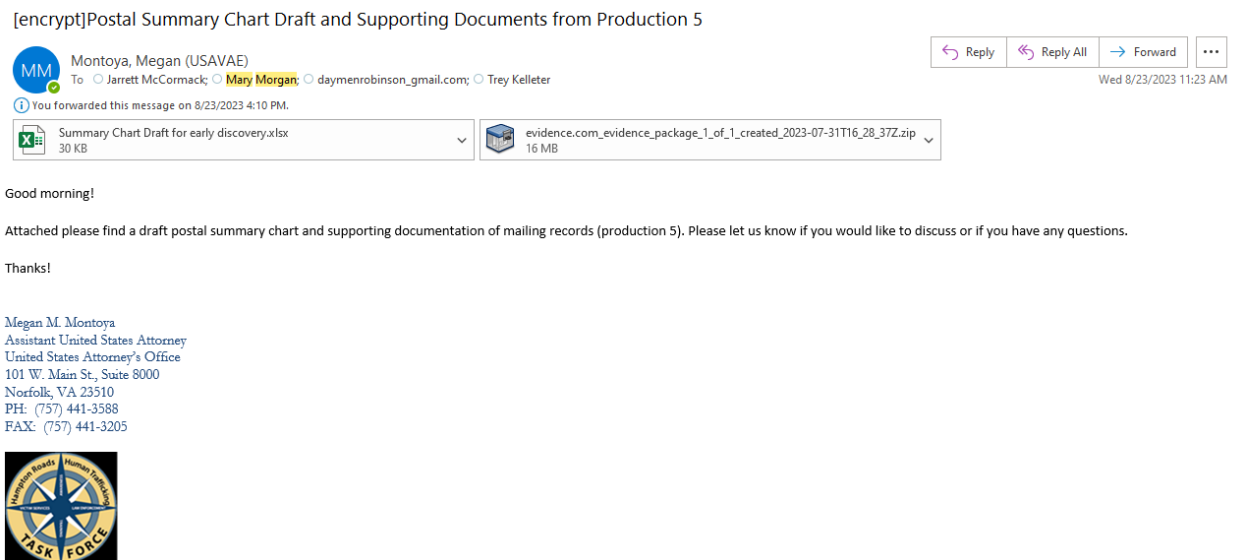 [encrypt]Postal Summary Chart Draft and Supporting Documents from Production 5
MM
Montoya, Megan (USAVAE)
To Jarrett McCormack; Mary Morgan; daymenrobinson_gmail.com; Trey Kelleter
Reply
Reply All
Forward
...
Wed 8/23/2023 11:23 AM
You forwarded this message on 8/23/2023 4:10 PM.
Summary Chart Draft for early discovery.xlsx
30 KB
evidence.com_evidence_package_1_of_1_created_2023-07-31T16_28_37Z.zip
16 MB
Good morning!
Attached please find a draft postal summary chart and supporting documentation of mailing records (production 5). Please let us know if you would like to discuss or if you have any questions.
Thanks!
Megan M. Montoya
Assistant United States Attorney
United States Attorney's Office
101 W. Main St., Suite 8000
Norfolk, VA 23510
PH: (757) 441-3588
FAX: (757) 441-3205
Hampton Roads Human Trafficking
VICTIM SERVICES
LAW ENFORCEMENT
TASK FORCE